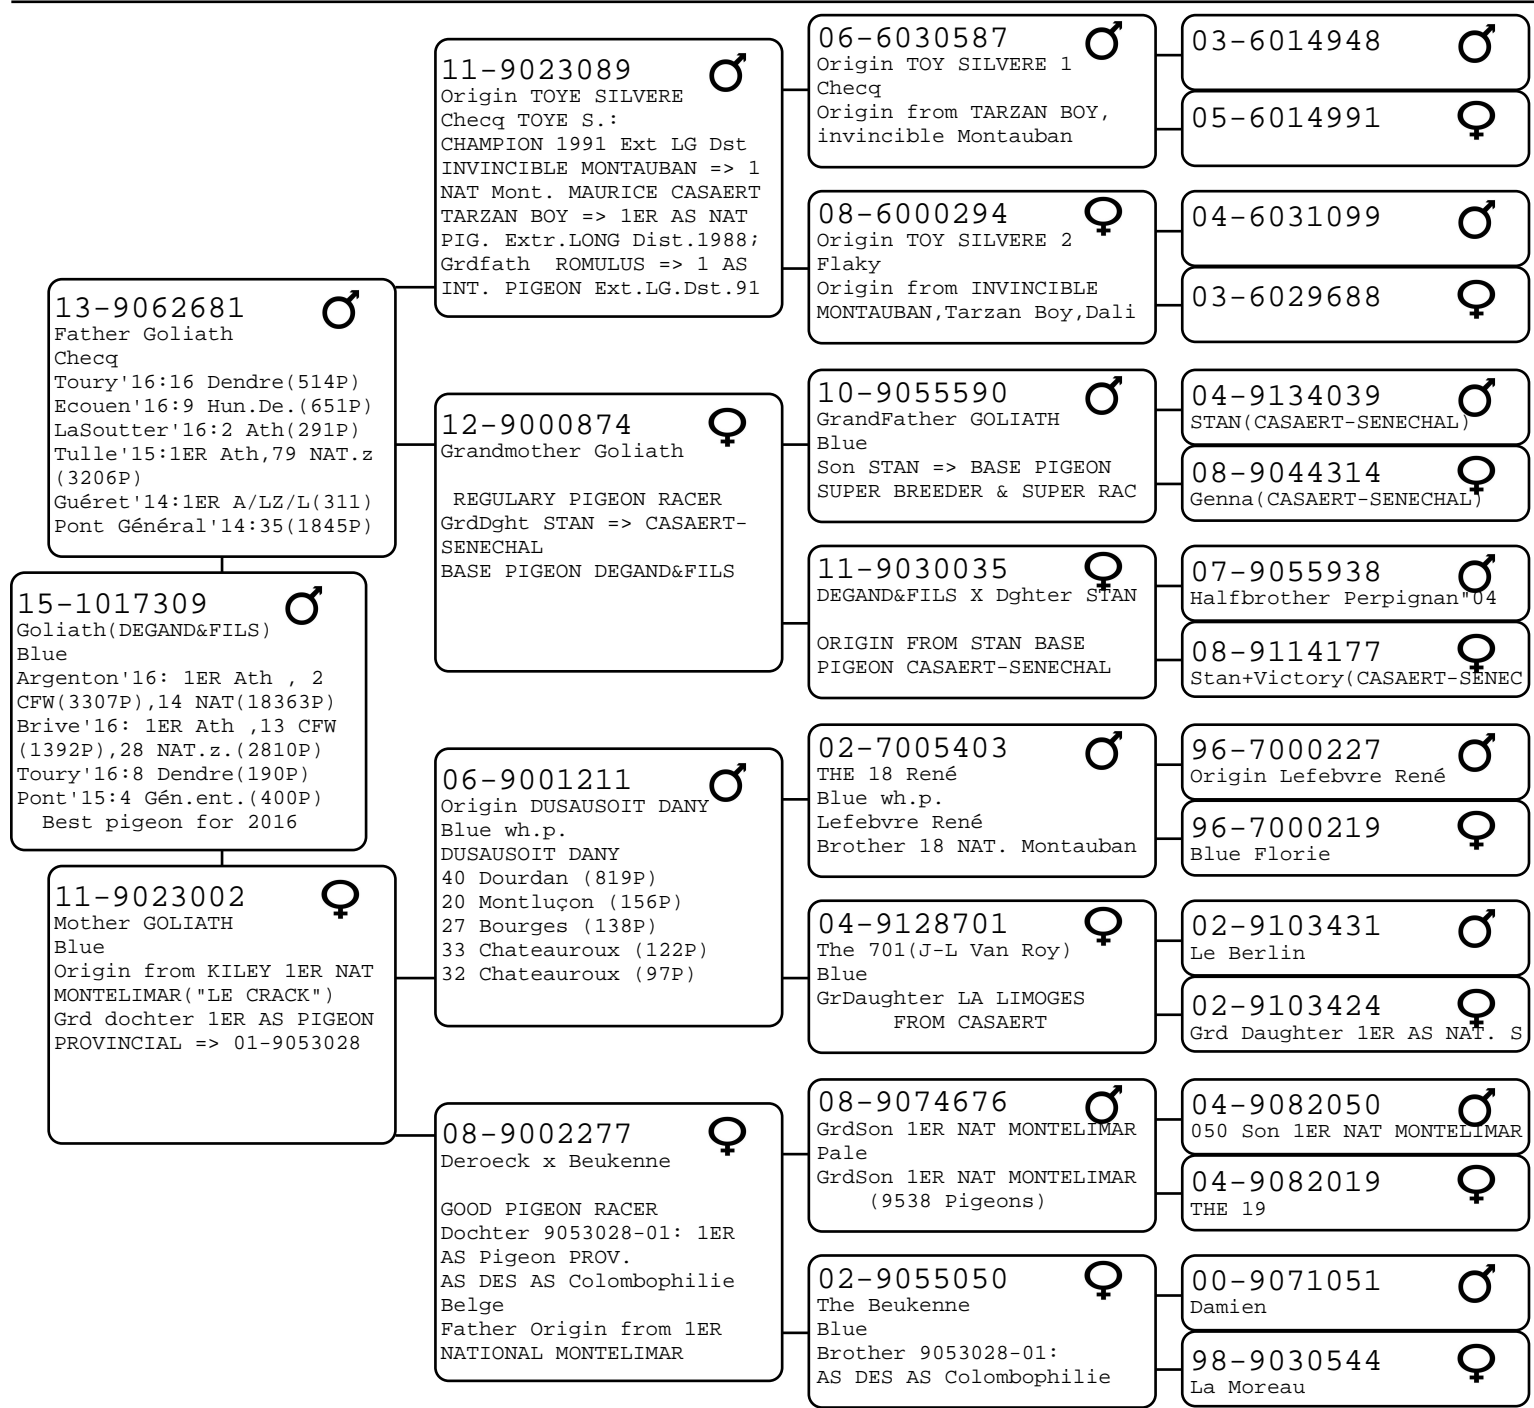 13-9062681
Father Goliath
Checq
Toury'16:16 Dendre(514P)
Ecouen'16:9 Hun.De.(651P)
LaSoutter'16:2 Ath(291P)
Tulle'15:1ER Ath,79 NAT.z
(3206P)
Guéret'14:1ER A/LZ/L(311)
Pont Général'14:35(1845P)
15-1017309
Goliath(DEGAND&FILS)
Blue
Argenton'16: 1ER Ath , 2
CFW(3307P),14 NAT(18363P)
Brive'16: 1ER Ath ,13 CFW
(1392P),28 NAT.z.(2810P)
Toury'16:8 Dendre(190P)
Pont'15:4 Gén.ent.(400P)
Best pigeon for 2016
11-9023002
Mother GOLIATH
Blue
Origin from KILEY 1ER NAT
MONTELIMAR("LE CRACK")
Grd dochter 1ER AS PIGEON
PROVINCIAL => 01-9053028
11-9023089
Origin TOYE SILVERE
Checq TOYE S.:
CHAMPION 1991 Ext LG Dst
INVINCIBLE MONTAUBAN => 1
NAT Mont. MAURICE CASAERT
TARZAN BOY => 1ER AS NAT
PIG. Extr.LONG Dist.1988;
Grdfath ROMULUS => 1 AS
INT. PIGEON Ext.LG.Dst.91
12-9000874
Grandmother Goliath
REGULARY PIGEON RACER
GrdDght STAN => CASAERT-
SENECHAL
BASE PIGEON DEGAND&FILS
06-9001211
Origin DUSAUSOIT DANY
Blue wh.p.
DUSAUSOIT DANY
40 Dourdan (819P)
20 Montluçon (156P)
27 Bourges (138P)
33 Chateauroux (122P)
32 Chateauroux (97P)
08-9002277
Deroeck x Beukenne
GOOD PIGEON RACER
Dochter 9053028-01: 1ER
AS Pigeon PROV.
AS DES AS Colombophilie
Belge
Father Origin from 1ER
NATIONAL MONTELIMAR
06-6030587
Origin TOY SILVERE 1
Checq
Origin from TARZAN BOY,
invincible Montauban
08-6000294
Origin TOY SILVERE 2
Flaky
Origin from INVINCIBLE
MONTAUBAN,Tarzan Boy,Dali
10-9055590
GrandFather GOLIATH
Blue
Son STAN => BASE PIGEON
SUPER BREEDER & SUPER RAC
11-9030035
DEGAND&FILS X Dghter STAN
ORIGIN FROM STAN BASE
PIGEON CASAERT-SENECHAL
02-7005403
THE 18 René
Blue wh.p.
Lefebvre René
Brother 18 NAT. Montauban
04-9128701
The 701(J-L Van Roy)
Blue
GrDaughter LA LIMOGES
FROM CASAERT
08-9074676
GrdSon 1ER NAT MONTELIMAR
Pale
GrdSon 1ER NAT MONTELIMAR
(9538 Pigeons)
02-9055050
The Beukenne
Blue
Brother 9053028-01:
AS DES AS Colombophilie
03-6014948
05-6014991
04-6031099
03-6029688
04-9134039
STAN(CASAERT-SENECHAL)
08-9044314
Genna(CASAERT-SENECHAL)
07-9055938
Halfbrother Perpignan"04
08-9114177
Stan+Victory(CASAERT-SENEC
96-7000227
Origin Lefebvre René
96-7000219
Blue Florie
02-9103431
Le Berlin
02-9103424
Grd Daughter 1ER AS NAT. S
04-9082050
050 Son 1ER NAT MONTELIMAR
04-9082019
THE 19
00-9071051
Damien
98-9030544
La Moreau